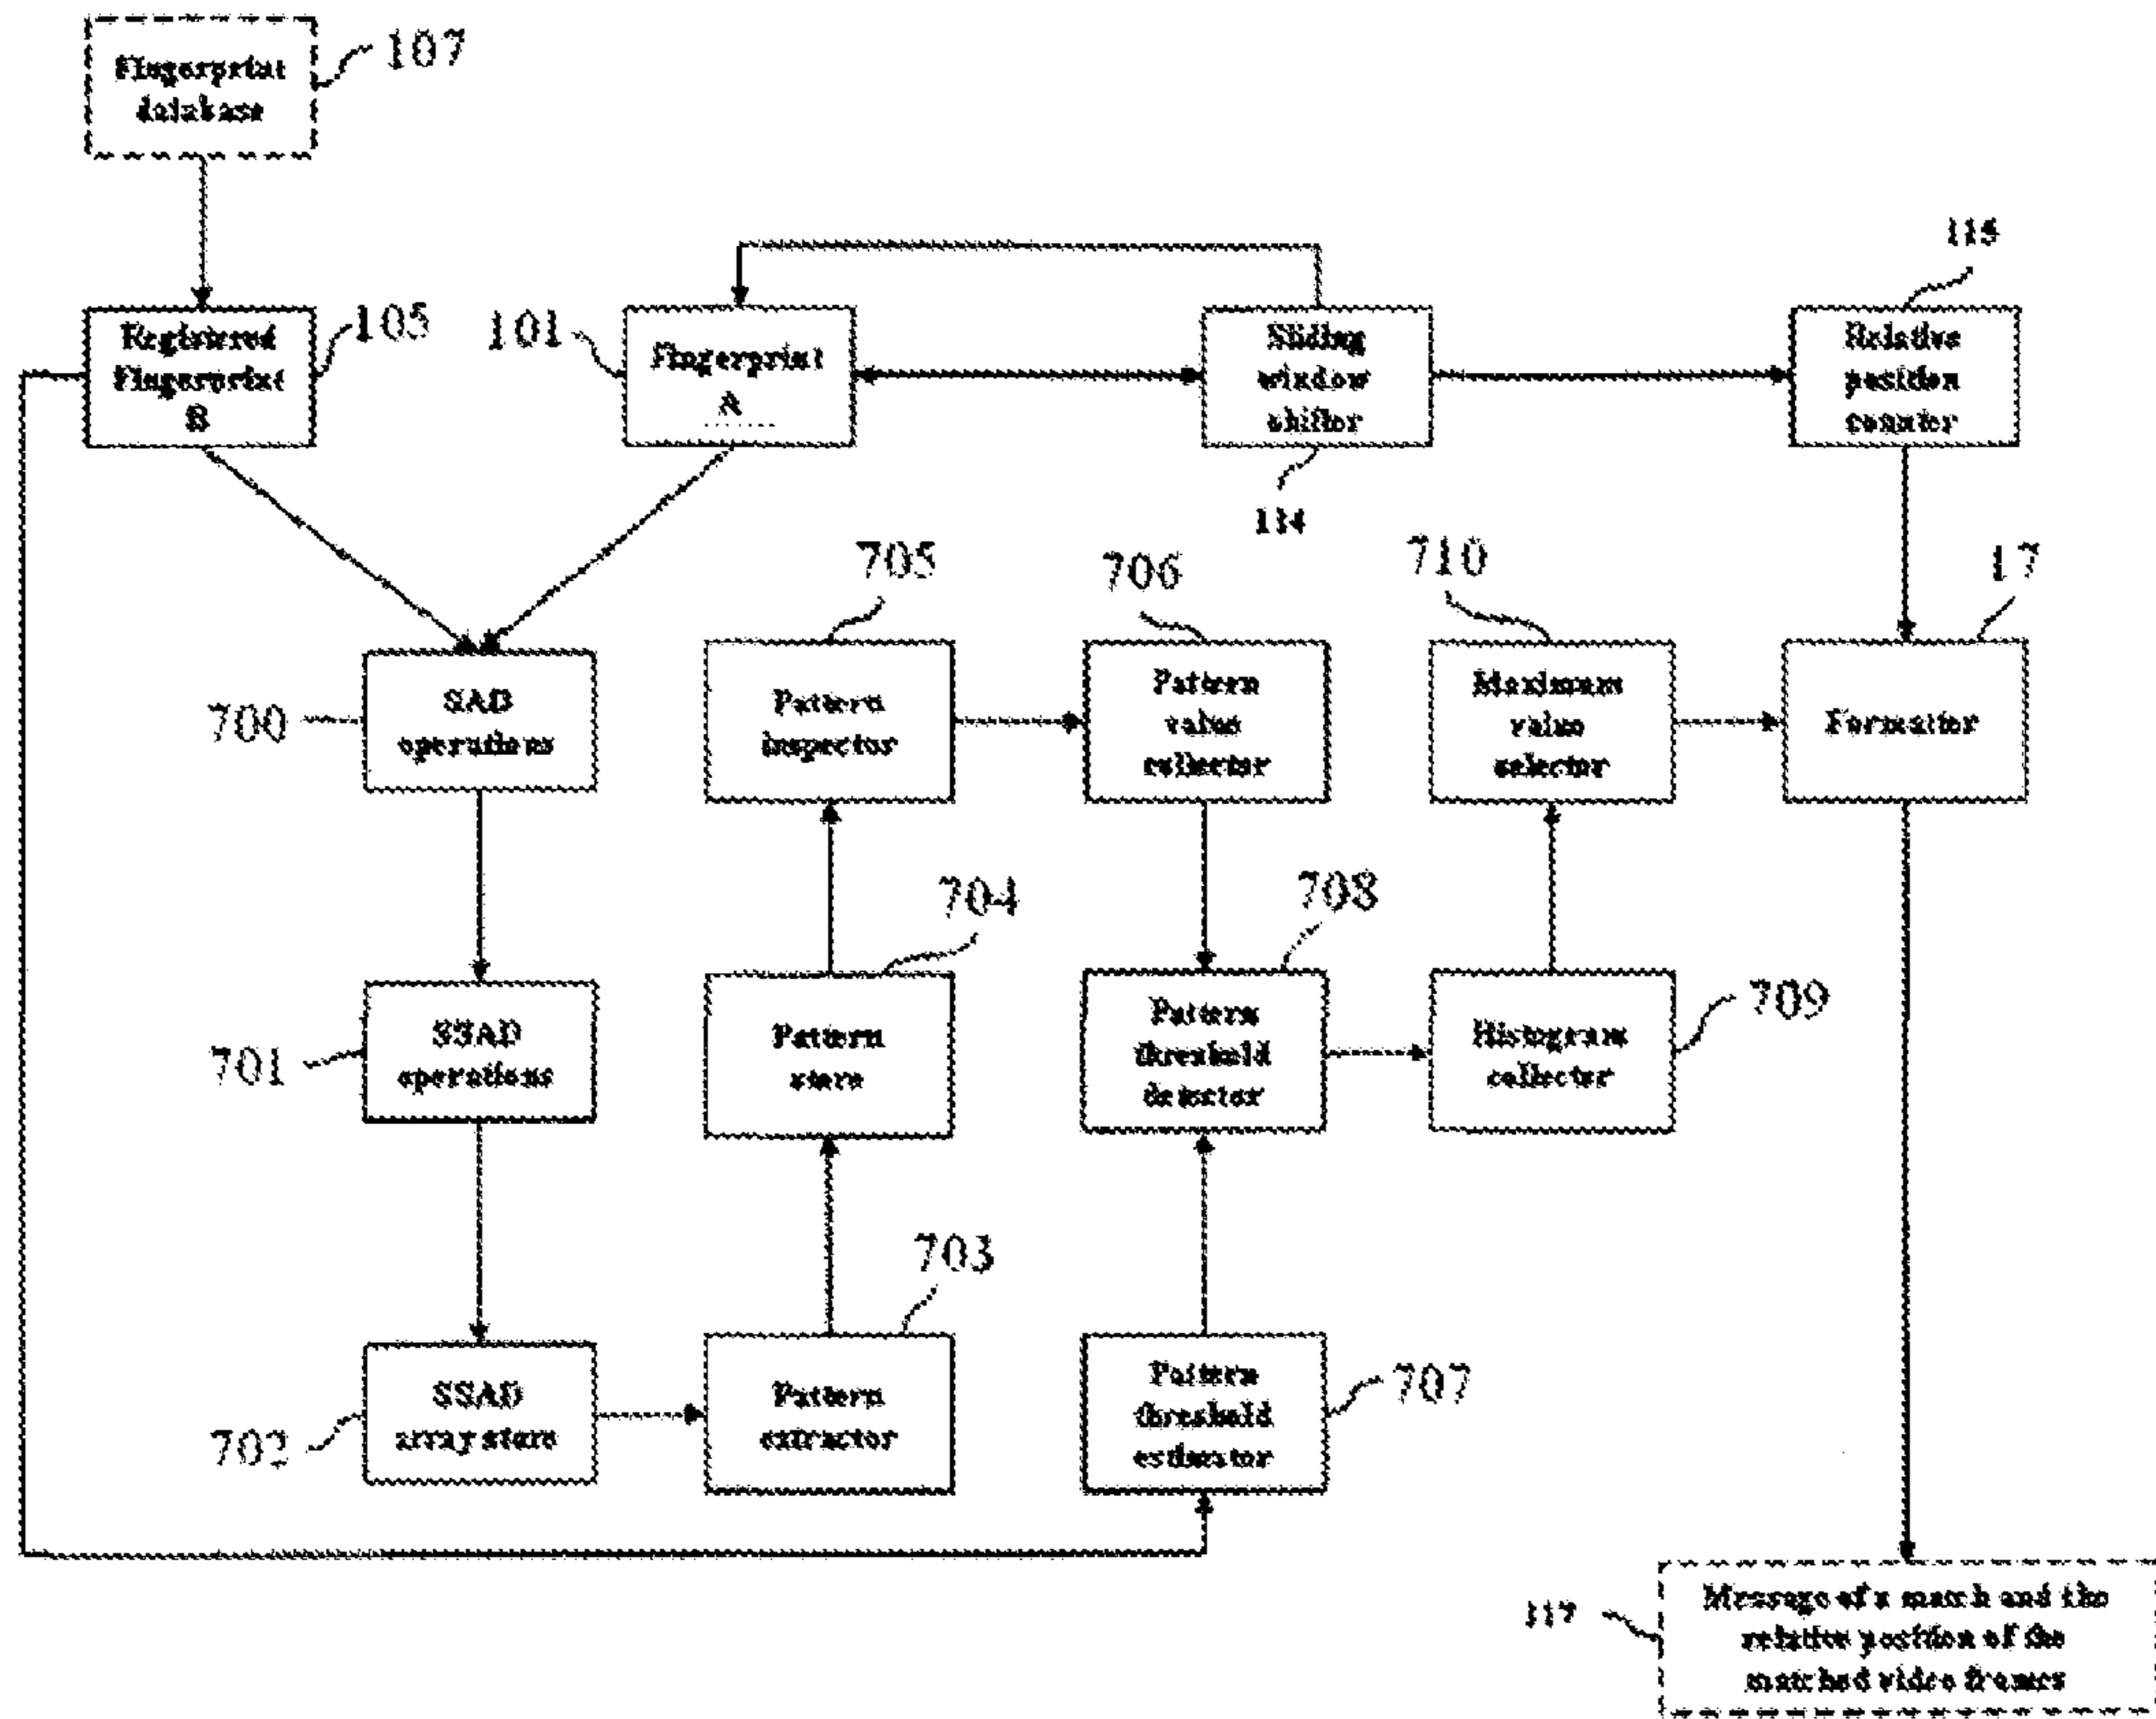 Fingerprint
database
107
115
Registered
Fingerprint
B
105
101
Fingerprint
A
Sliding
window
shifter
Relative
position
counter
114
705
706
710
17
700
SAD
operations
Pattern
inspector
Pattern
value
collector
Maximum
value
selector
Formatter
704
708
701
SSAD
operations
Pattern
store
Pattern
threshold
detector
Histogram
collector
709
703
702
SSAD
array store
Pattern
extractor
Pattern
threshold
estimator
707
Message of a match and the
relative position of the
matched video frames